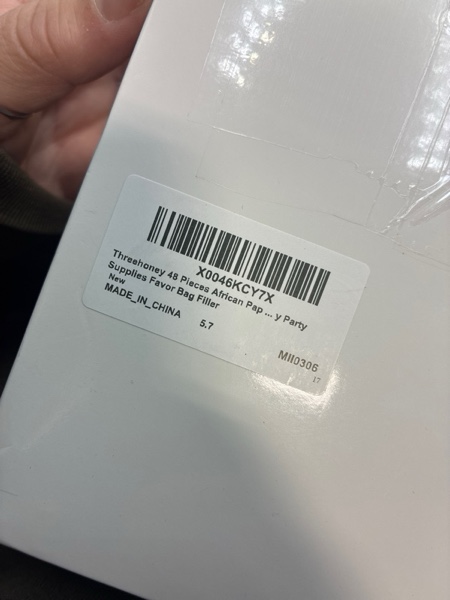 X0046KCY7X
Threehoney 48 Pieces African Pap ... y Party
Supplies Favor Bag Filler
New
MADE_IN_CHINA
5.7
MII0306
17